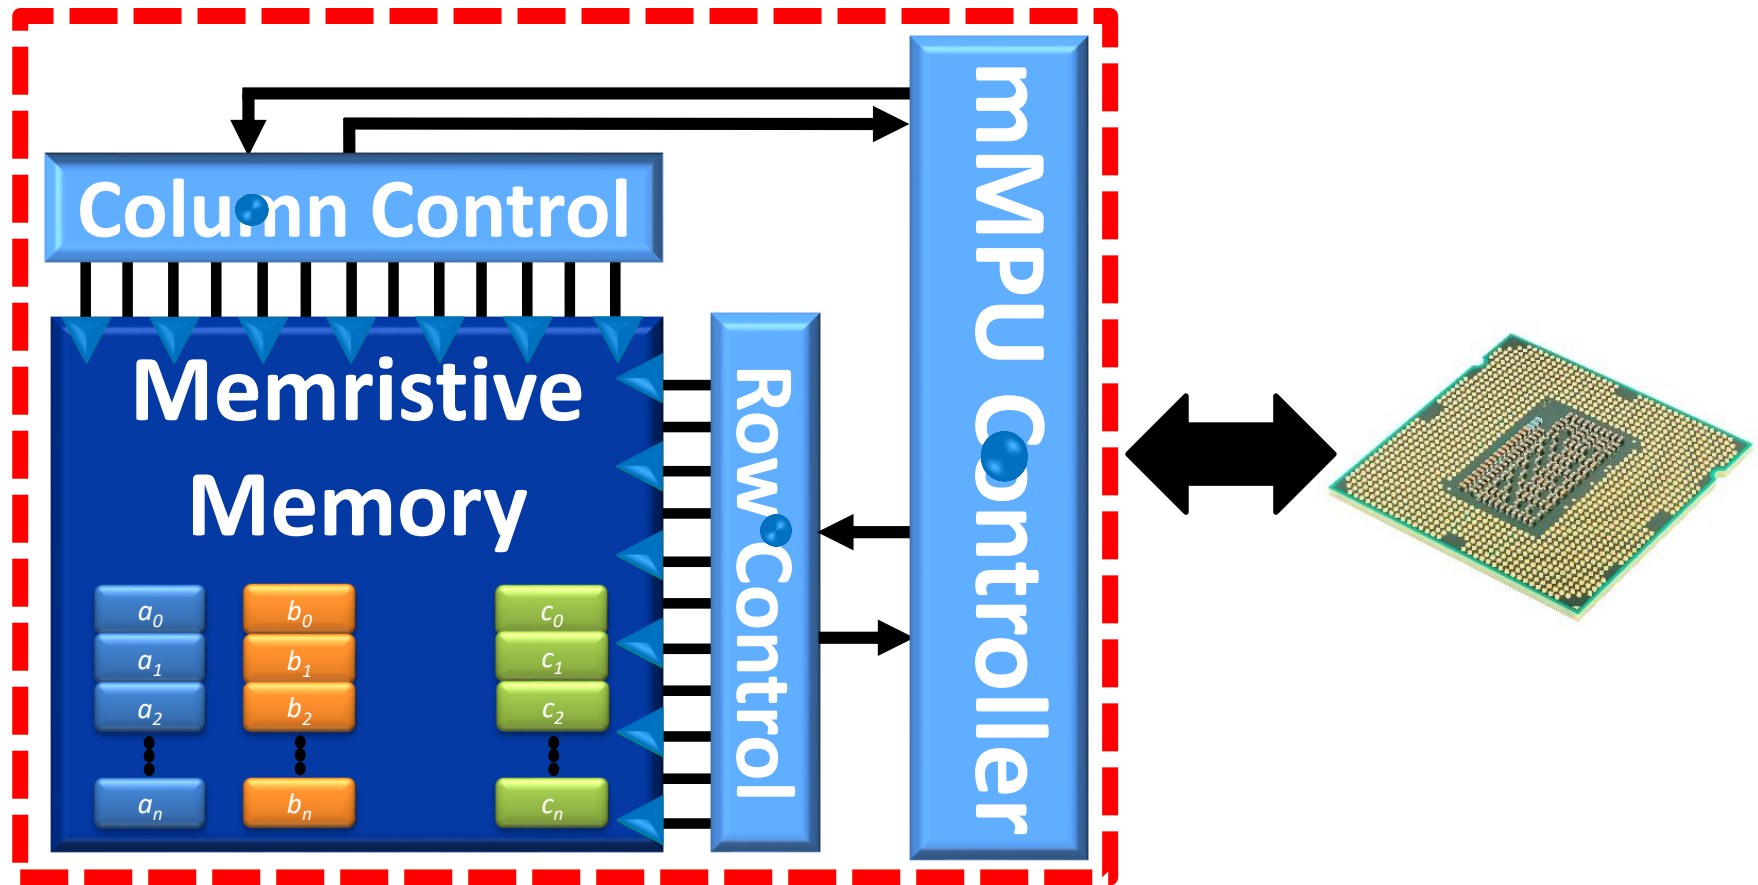 Column Control
Memristive
Memory
a0 b0 c0
a1 b1 c1
a2 b2 c2
an bn cn
Row Control
mMPU Controller